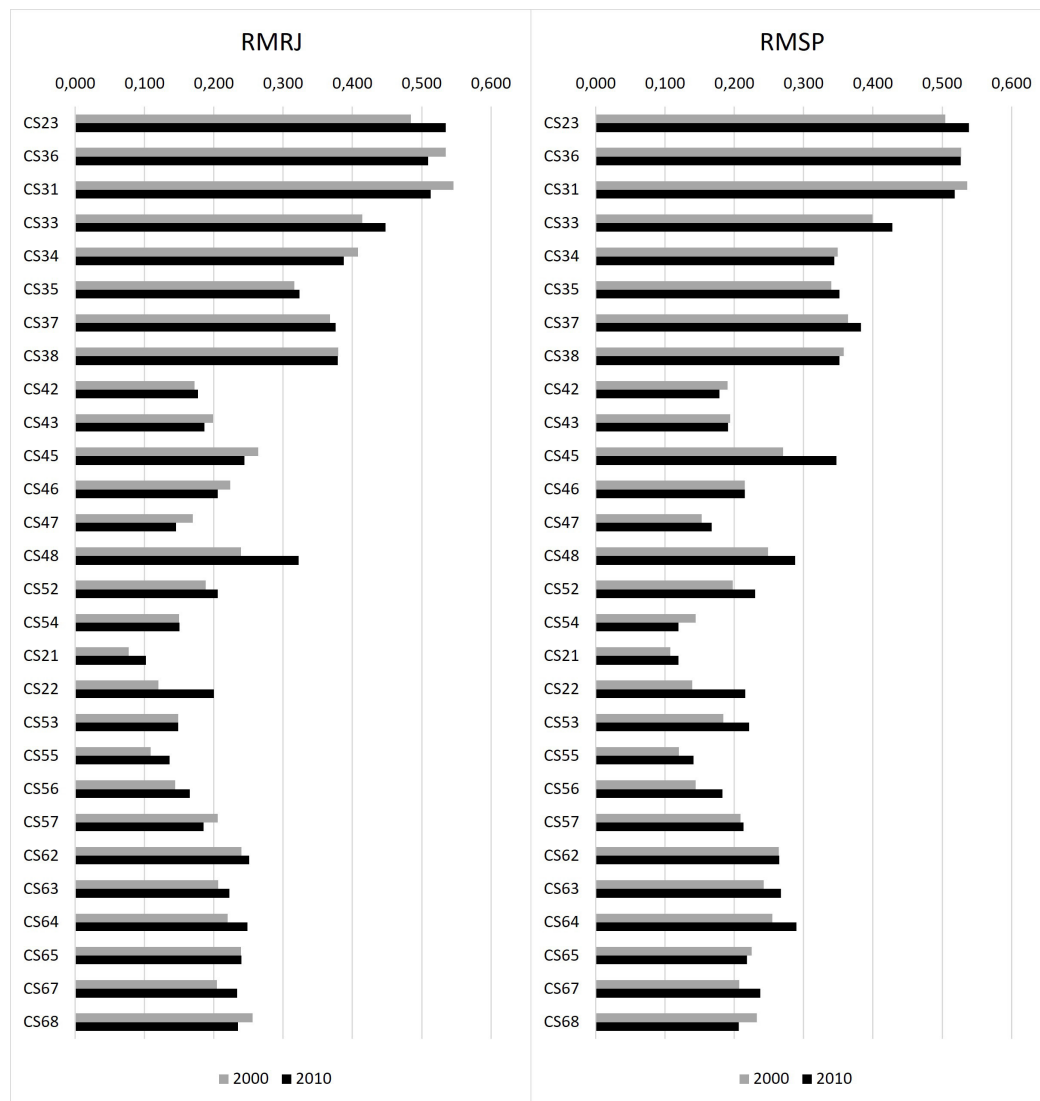 RMRJ
0,000 0,100 0,200 0,300 0,400 0,500 0,600
CS23
CS36
CS31
CS33
CS34
CS35
CS37
CS38
CS42
CS43
CS45
CS46
CS47
CS48
CS52
CS54
CS21
CS22
CS53
CS55
CS56
CS57
CS62
CS63
CS64
CS65
CS67
CS68
2000 2010
RMSP
0,000 0,100 0,200 0,300 0,400 0,500 0,600
CS23
CS36
CS31
CS33
CS34
CS35
CS37
CS38
CS42
CS43
CS45
CS46
CS47
CS48
CS52
CS54
CS21
CS22
CS53
CS55
CS56
CS57
CS62
CS63
CS64
CS65
CS67
CS68
2000 2010